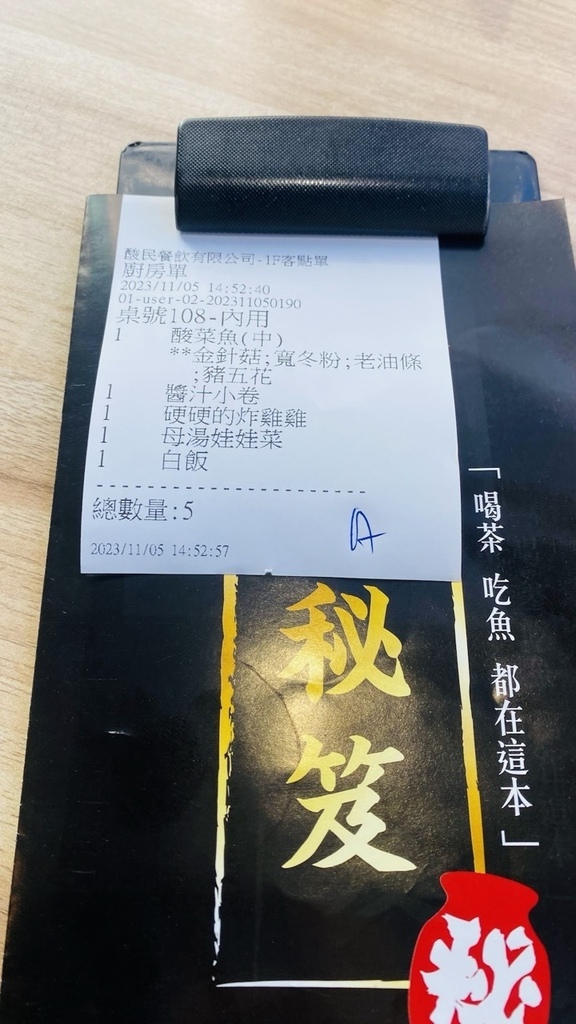 酸民餐飲有限公司-1F客點單
廚房單
2023/11/05 14:52:40
01-user-02-202311050190
桌號108-內用
1 酸菜魚(中)
**金針菇;寬冬粉;老油條
;豬五花
1 醬汁小卷
1 硬硬的炸雞雞
1 母湯娃娃菜
1 白飯
總數量:5
2023/11/05 14:52:57
A
秘笈
「喝茶 吃魚 都在這本」
秘